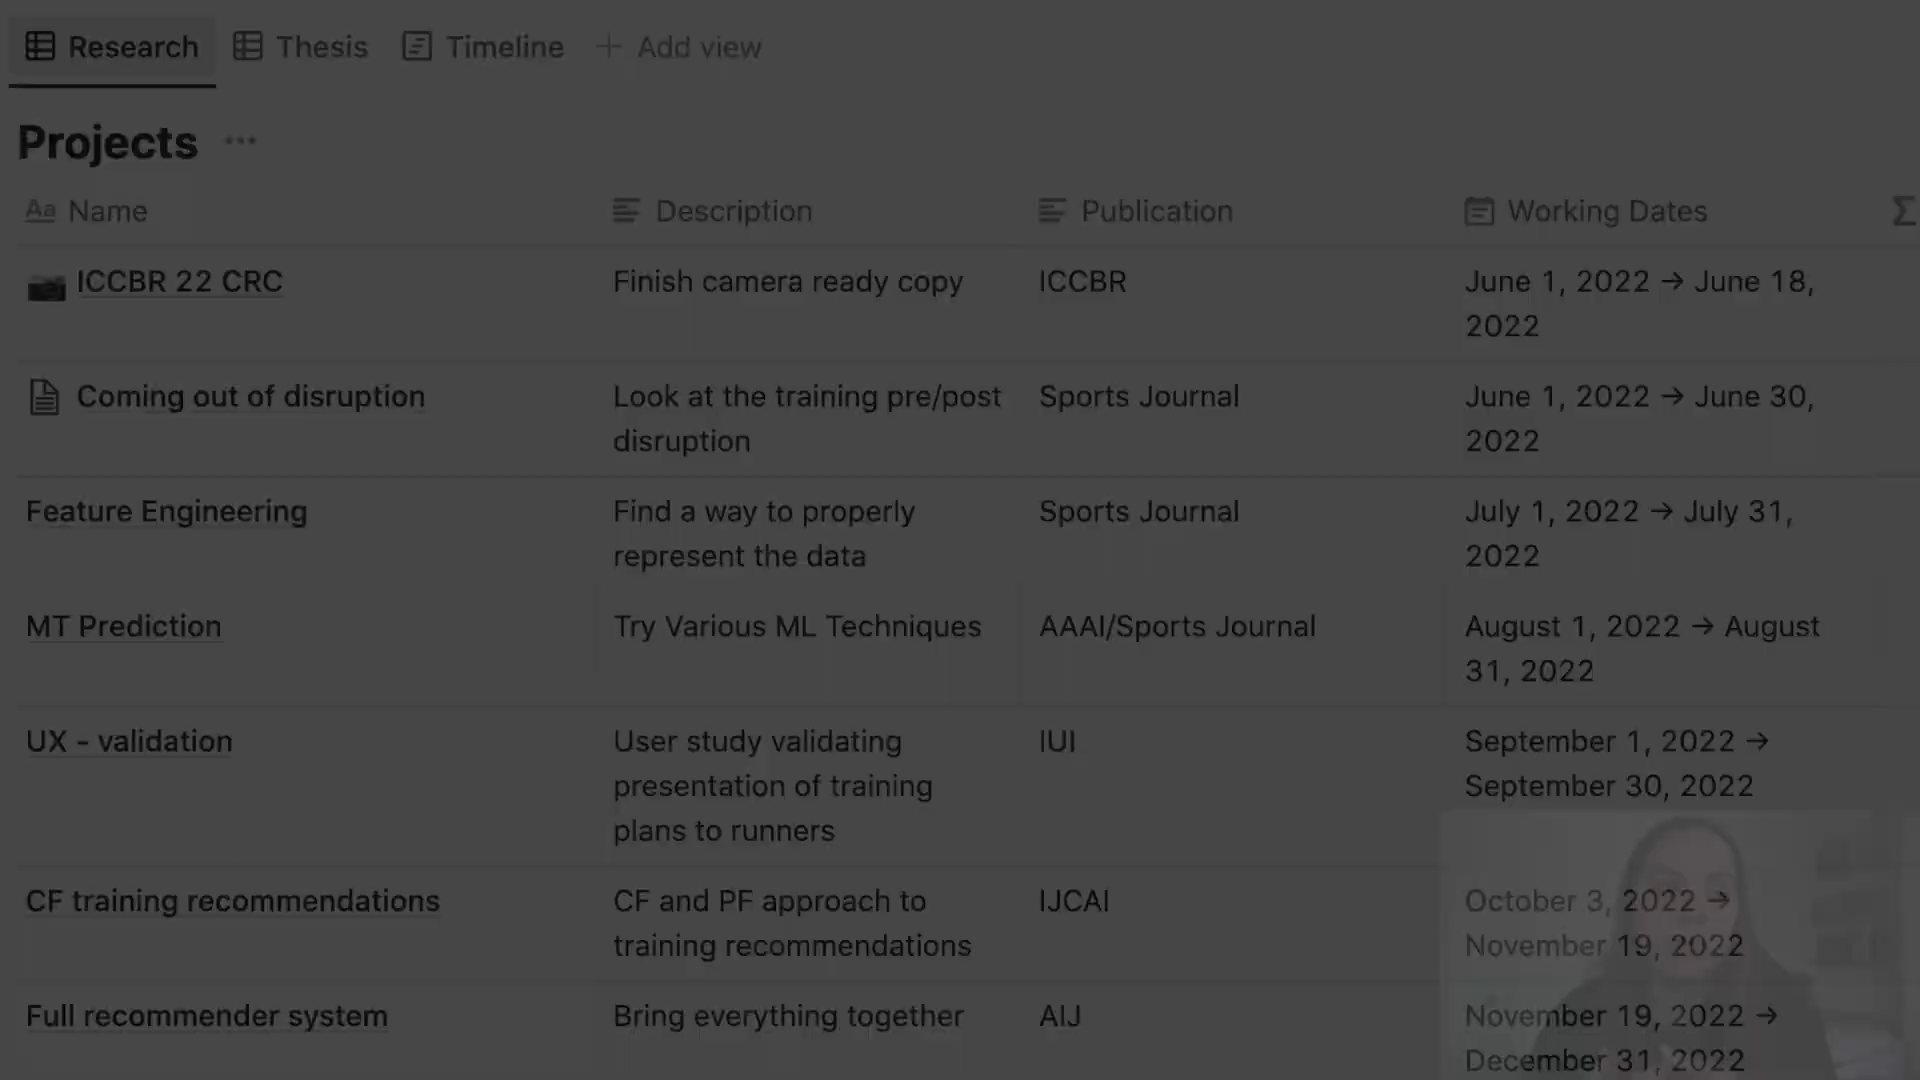 Research Thesis Timeline + Add view
Projects ...
Aa Name Description Publication Working Dates Σ
ICCBR 22 CRC Finish camera ready copy ICCBR June 1, 2022 → June 18,
2022
Coming out of disruption Look at the training pre/post Sports Journal June 1, 2022 → June 30,
disruption 2022
Feature Engineering Find a way to properly Sports Journal July 1, 2022 → July 31,
represent the data 2022
MT Prediction Try Various ML Techniques AAAI/Sports Journal August 1, 2022 → August
31, 2022
UX - validation User study validating IUI September 1, 2022 →
presentation of training September 30, 2022
plans to runners
CF training recommendations CF and PF approach to IJCAI October 3, 2022 →
training recommendations November 19, 2022
Full recommender system Bring everything together AIJ November 19, 2022 →
December 31, 2022